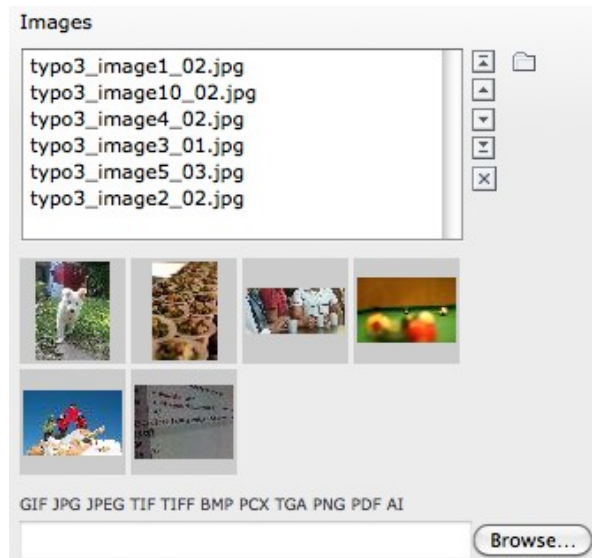 Images
typo3_image1_02.jpg
typo3_image10_02.jpg
typo3_image4_02.jpg
typo3_image3_01.jpg
typo3_image5_03.jpg
typo3_image2_02.jpg
GIF JPG JPEG TIF TIFF BMP PCX TGA PNG PDF AI
Browse...